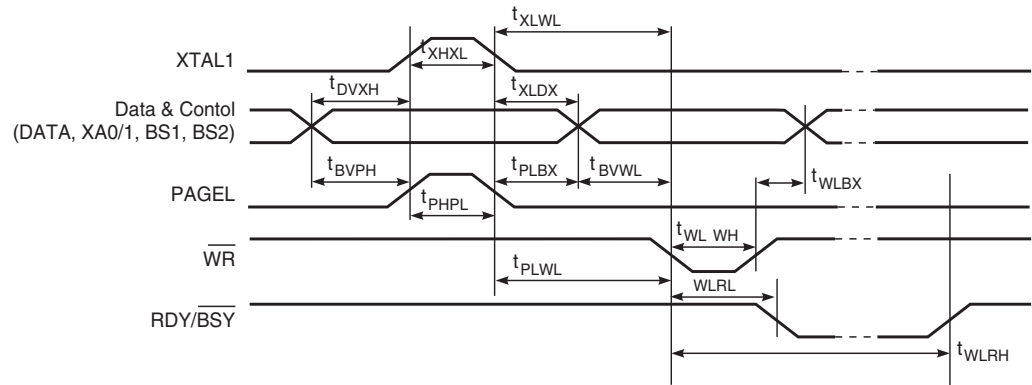 tXLWL
XTAL1
tXHXL
tDVXH
tXLDX
Data & Contol
(DATA, XA0/1, BS1, BS2)
tBVPH
tPLBX
tBVWL
tWLBX
PAGEL
tPHPL
tWL WH
WR
tPLWL
WLRL
RDY/BSY
tWLRH